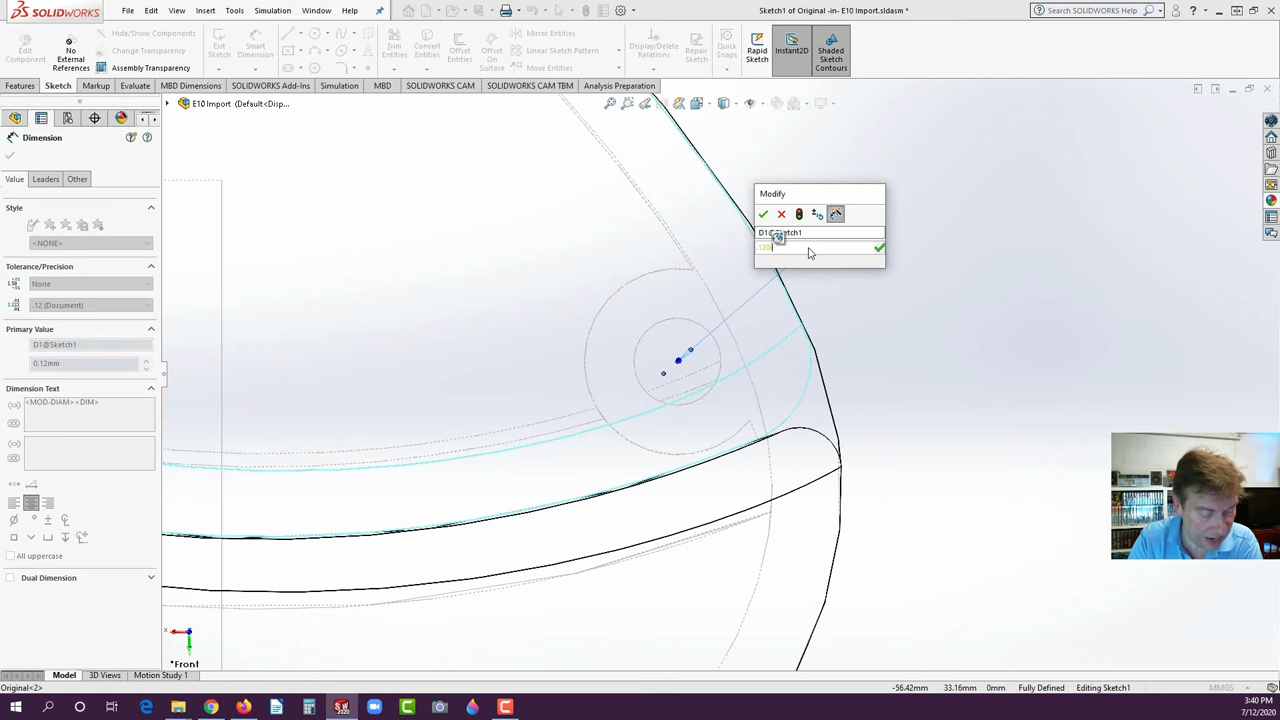 SOLIDWORKS
File Edit View Insert Tools Simulation Window Help
Sketch1 of Original -in- E10 Import.sldasm *
Search SOLIDWORKS Help
Edit Component
No External References
Hide/Show Components
Change Transparency
Assembly Transparency
Exit Sketch
Smart Dimension
Trim Entities
Convert Entities
Offset Entities
Offset On Surface
Mirror Entities
Linear Sketch Pattern
Move Entities
Display/Delete Relations
Repair Sketch
Quick Snaps
Rapid Sketch
Instant2D
Shaded Sketch Contours
Features Sketch Markup Evaluate MBD Dimensions SOLIDWORKS Add-Ins Simulation MBD SOLIDWORKS CAM SOLIDWORKS CAM TBM Analysis Preparation
E10 Import (Default<Disp...
Dimension
Value Leaders Other
Style
<NONE>
Tolerance/Precision
None
.12 (Document)
Primary Value
D1@Sketch1
0.12mm
Dimension Text
<MOD-DIAM> <DIM>
All uppercase
Dual Dimension
Modify
D1@Sketch1
.120
*Front
Model 3D Views Motion Study 1
Original<2>
-56.42mm 33.16mm 0mm Fully Defined Editing Sketch1
MMGS
3:40 PM
7/12/2020